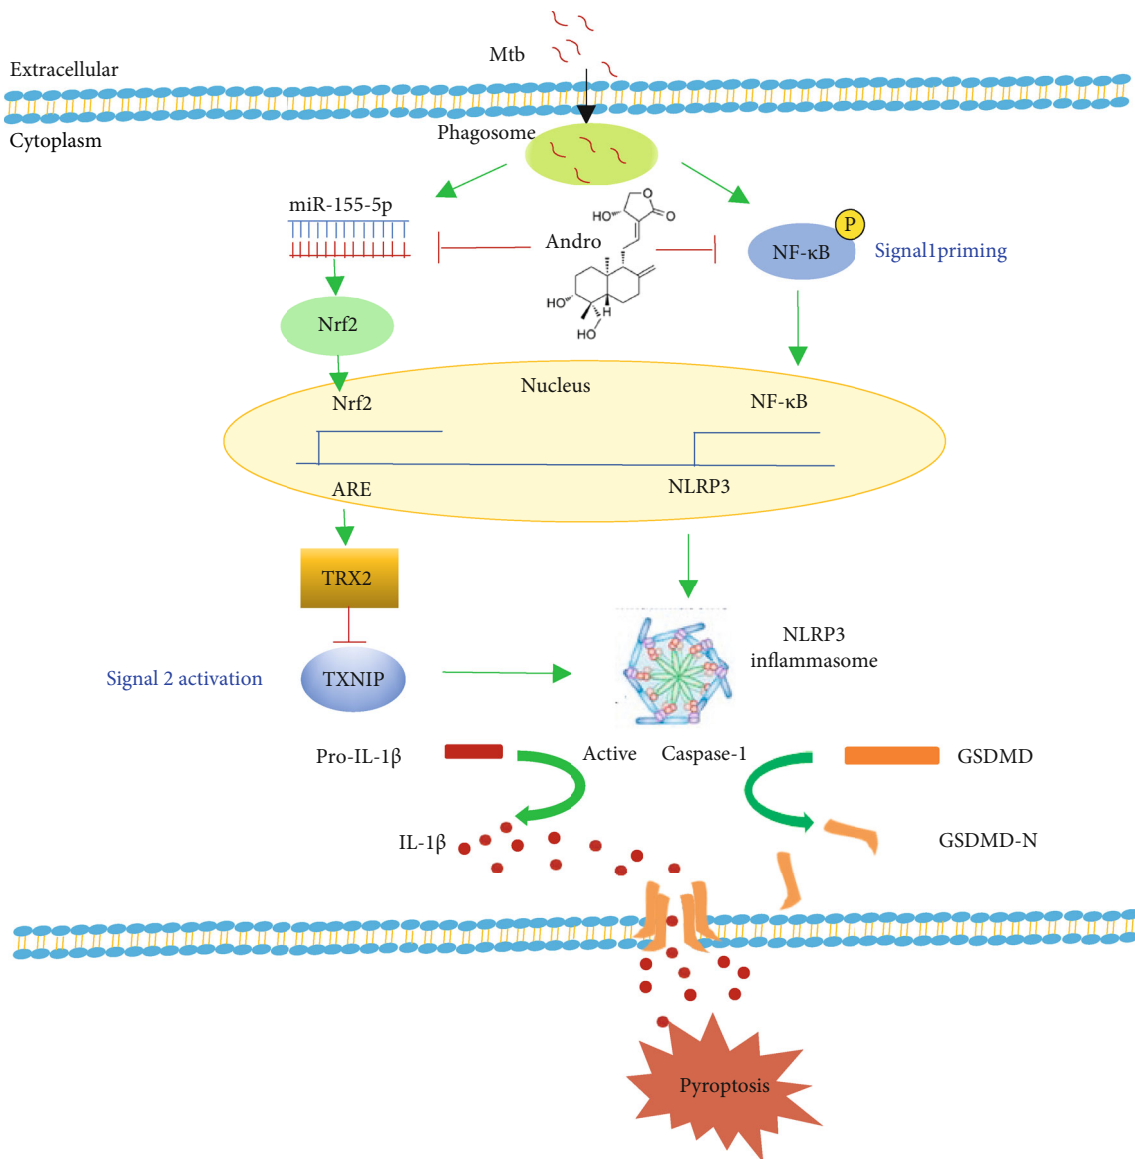 Mtb
Extracellular
Cytoplasm
Phagosome
miR-155-5p
Andro
HO
O
O
HO
H
HO
P
NF-κB
Signal1priming
Nrf2
Nucleus
Nrf2
NF-κB
ARE
NLRP3
TRX2
NLRP3
inflammasome
Signal 2 activation
TXNIP
Pro-IL-1β
Active Caspase-1
GSDMD
IL-1β
GSDMD-N
Pyroptosis